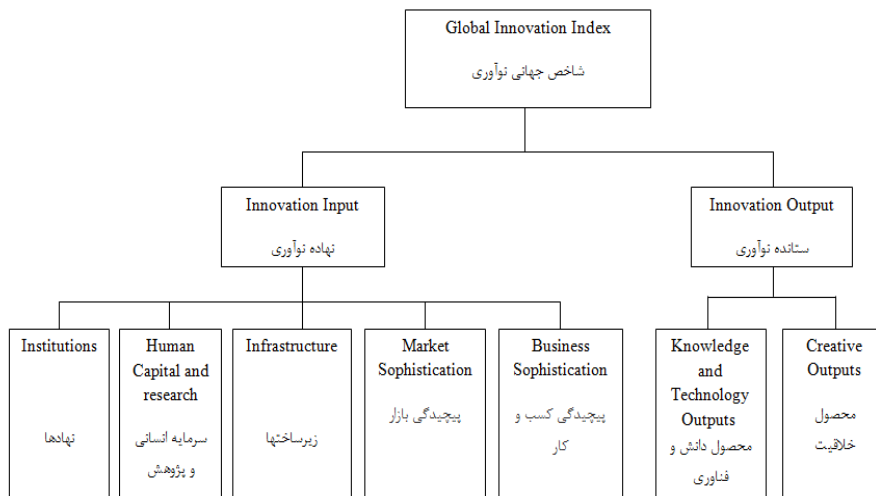 Global Innovation Index
شاخص جهانی نوآوری
Innovation Input
نهاده نوآوری
Innovation Output
ستانده نوآوری
Institutions
نهادها
Human
Capital and
research
سرمایه انسانی
و پژوهش
Infrastructure
زیرساختها
Market
Sophistication
پیچیدگی بازار
Business
Sophistication
پیچیدگی کسب و
کار
Knowledge
and
Technology
Outputs
محصول دانش و
فناوری
Creative
Outputs
محصول
خلاقیت